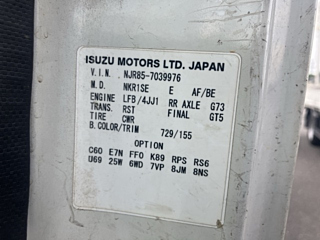 ISUZU MOTORS LTD. JAPAN
V.I.N. NJR85-7039976
M.D. NKR1SE E AF/BE
ENGINE LFB/4JJ1 RR AXLE G73
TRANS. RST FINAL GT5
TIRE CWR
B.COLOR/TRIM 729/155
OPTION
C60 E7N FF0 K89 RPS RS6
U69 25W 6WD 7VP 8JM 8NS